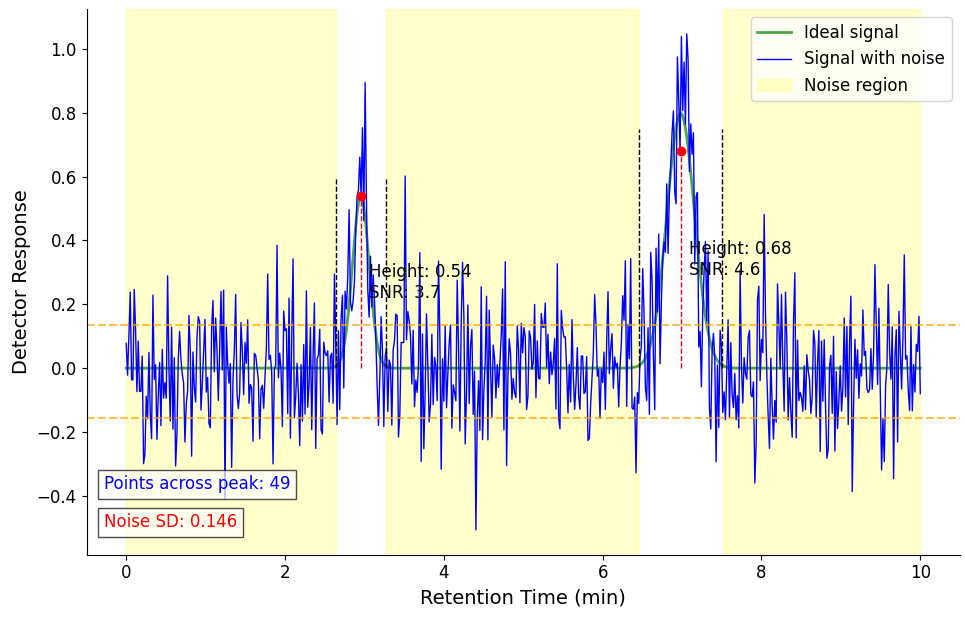 Ideal signal
Signal with noise
Noise region
Detector Response
1.0
0.8
0.6
0.4
0.2
0.0
−0.2
−0.4
Height: 0.54
SNR: 3.7
Height: 0.68
SNR: 4.6
Points across peak: 49
Noise SD: 0.146
0
2
4
6
8
10
Retention Time (min)